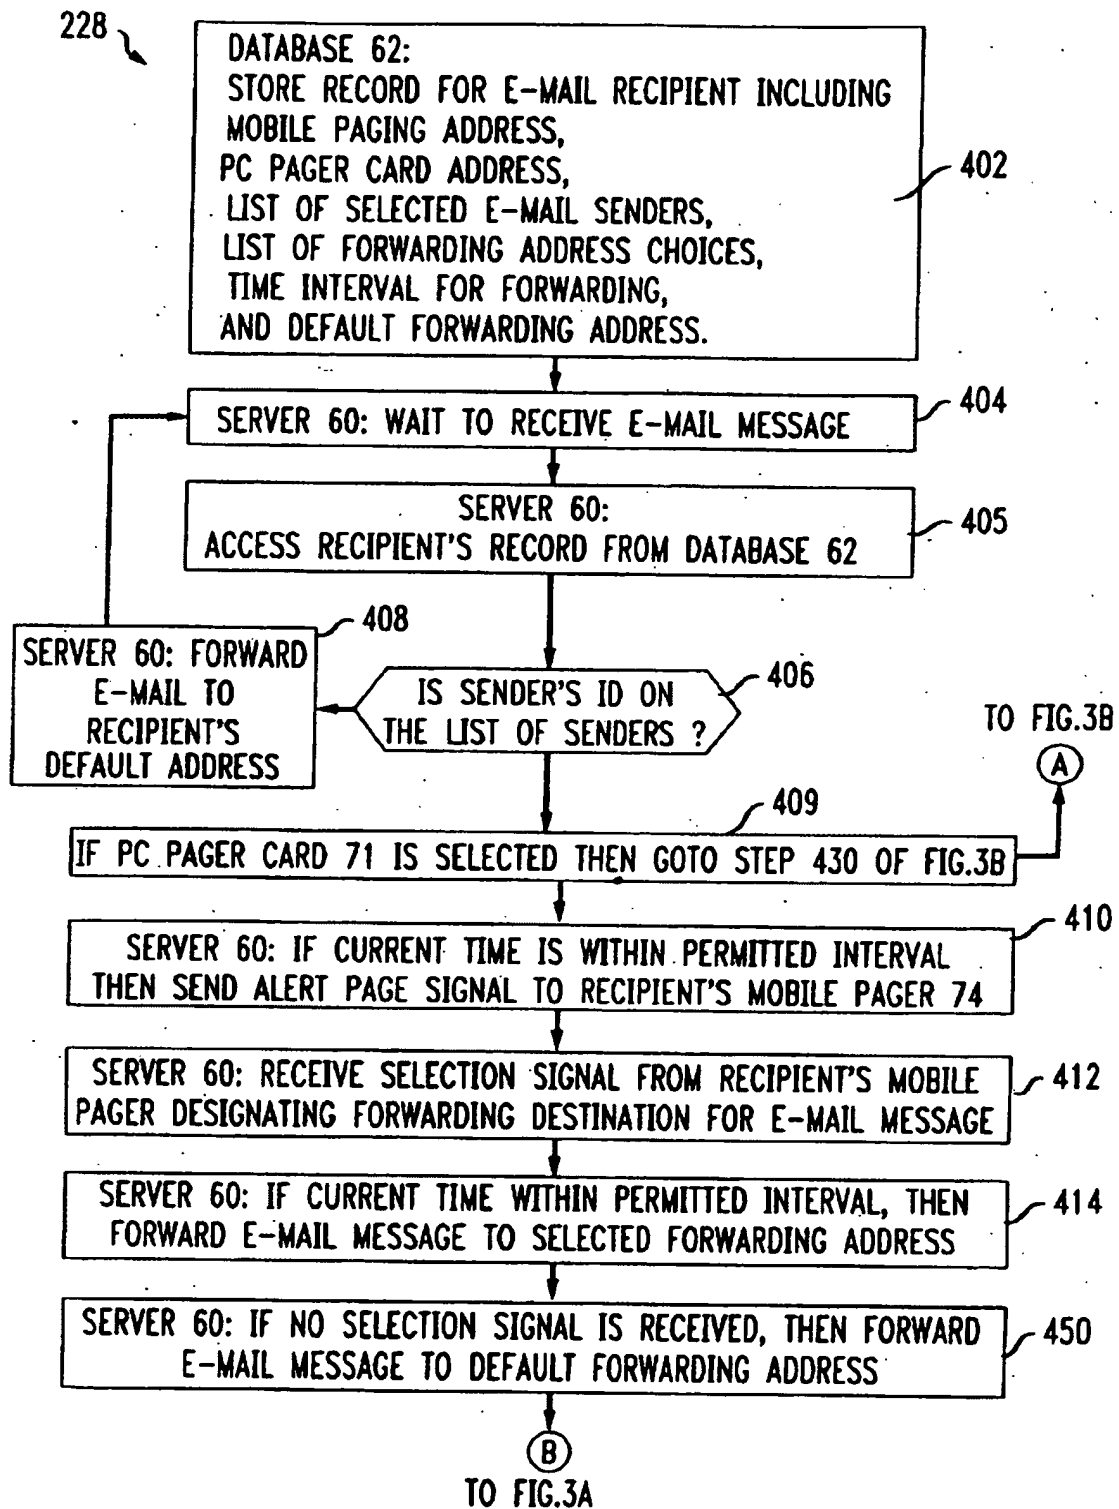 228
DATABASE 62:
STORE RECORD FOR E-MAIL RECIPIENT INCLUDING
MOBILE PAGING ADDRESS,
PC PAGER CARD ADDRESS,
LIST OF SELECTED E-MAIL SENDERS,
LIST OF FORWARDING ADDRESS CHOICES,
TIME INTERVAL FOR FORWARDING,
AND DEFAULT FORWARDING ADDRESS.
402
SERVER 60: WAIT TO RECEIVE E-MAIL MESSAGE
404
SERVER 60:
ACCESS RECIPIENT'S RECORD FROM DATABASE 62
405
408
SERVER 60: FORWARD
E-MAIL TO
RECIPIENT'S
DEFAULT ADDRESS
IS SENDER'S ID ON
THE LIST OF SENDERS ?
406
TO FIG.3B
A
409
IF PC PAGER CARD 71 IS SELECTED THEN GOTO STEP 430 OF FIG.3B
410
SERVER 60: IF CURRENT TIME IS WITHIN PERMITTED INTERVAL
THEN SEND ALERT PAGE SIGNAL TO RECIPIENT'S MOBILE PAGER 74
SERVER 60: RECEIVE SELECTION SIGNAL FROM RECIPIENT'S MOBILE
PAGER DESIGNATING FORWARDING DESTINATION FOR E-MAIL MESSAGE
412
SERVER 60: IF CURRENT TIME WITHIN PERMITTED INTERVAL, THEN
FORWARD E-MAIL MESSAGE TO SELECTED FORWARDING ADDRESS
414
SERVER 60: IF NO SELECTION SIGNAL IS RECEIVED, THEN FORWARD
E-MAIL MESSAGE TO DEFAULT FORWARDING ADDRESS
450
B
TO FIG.3A